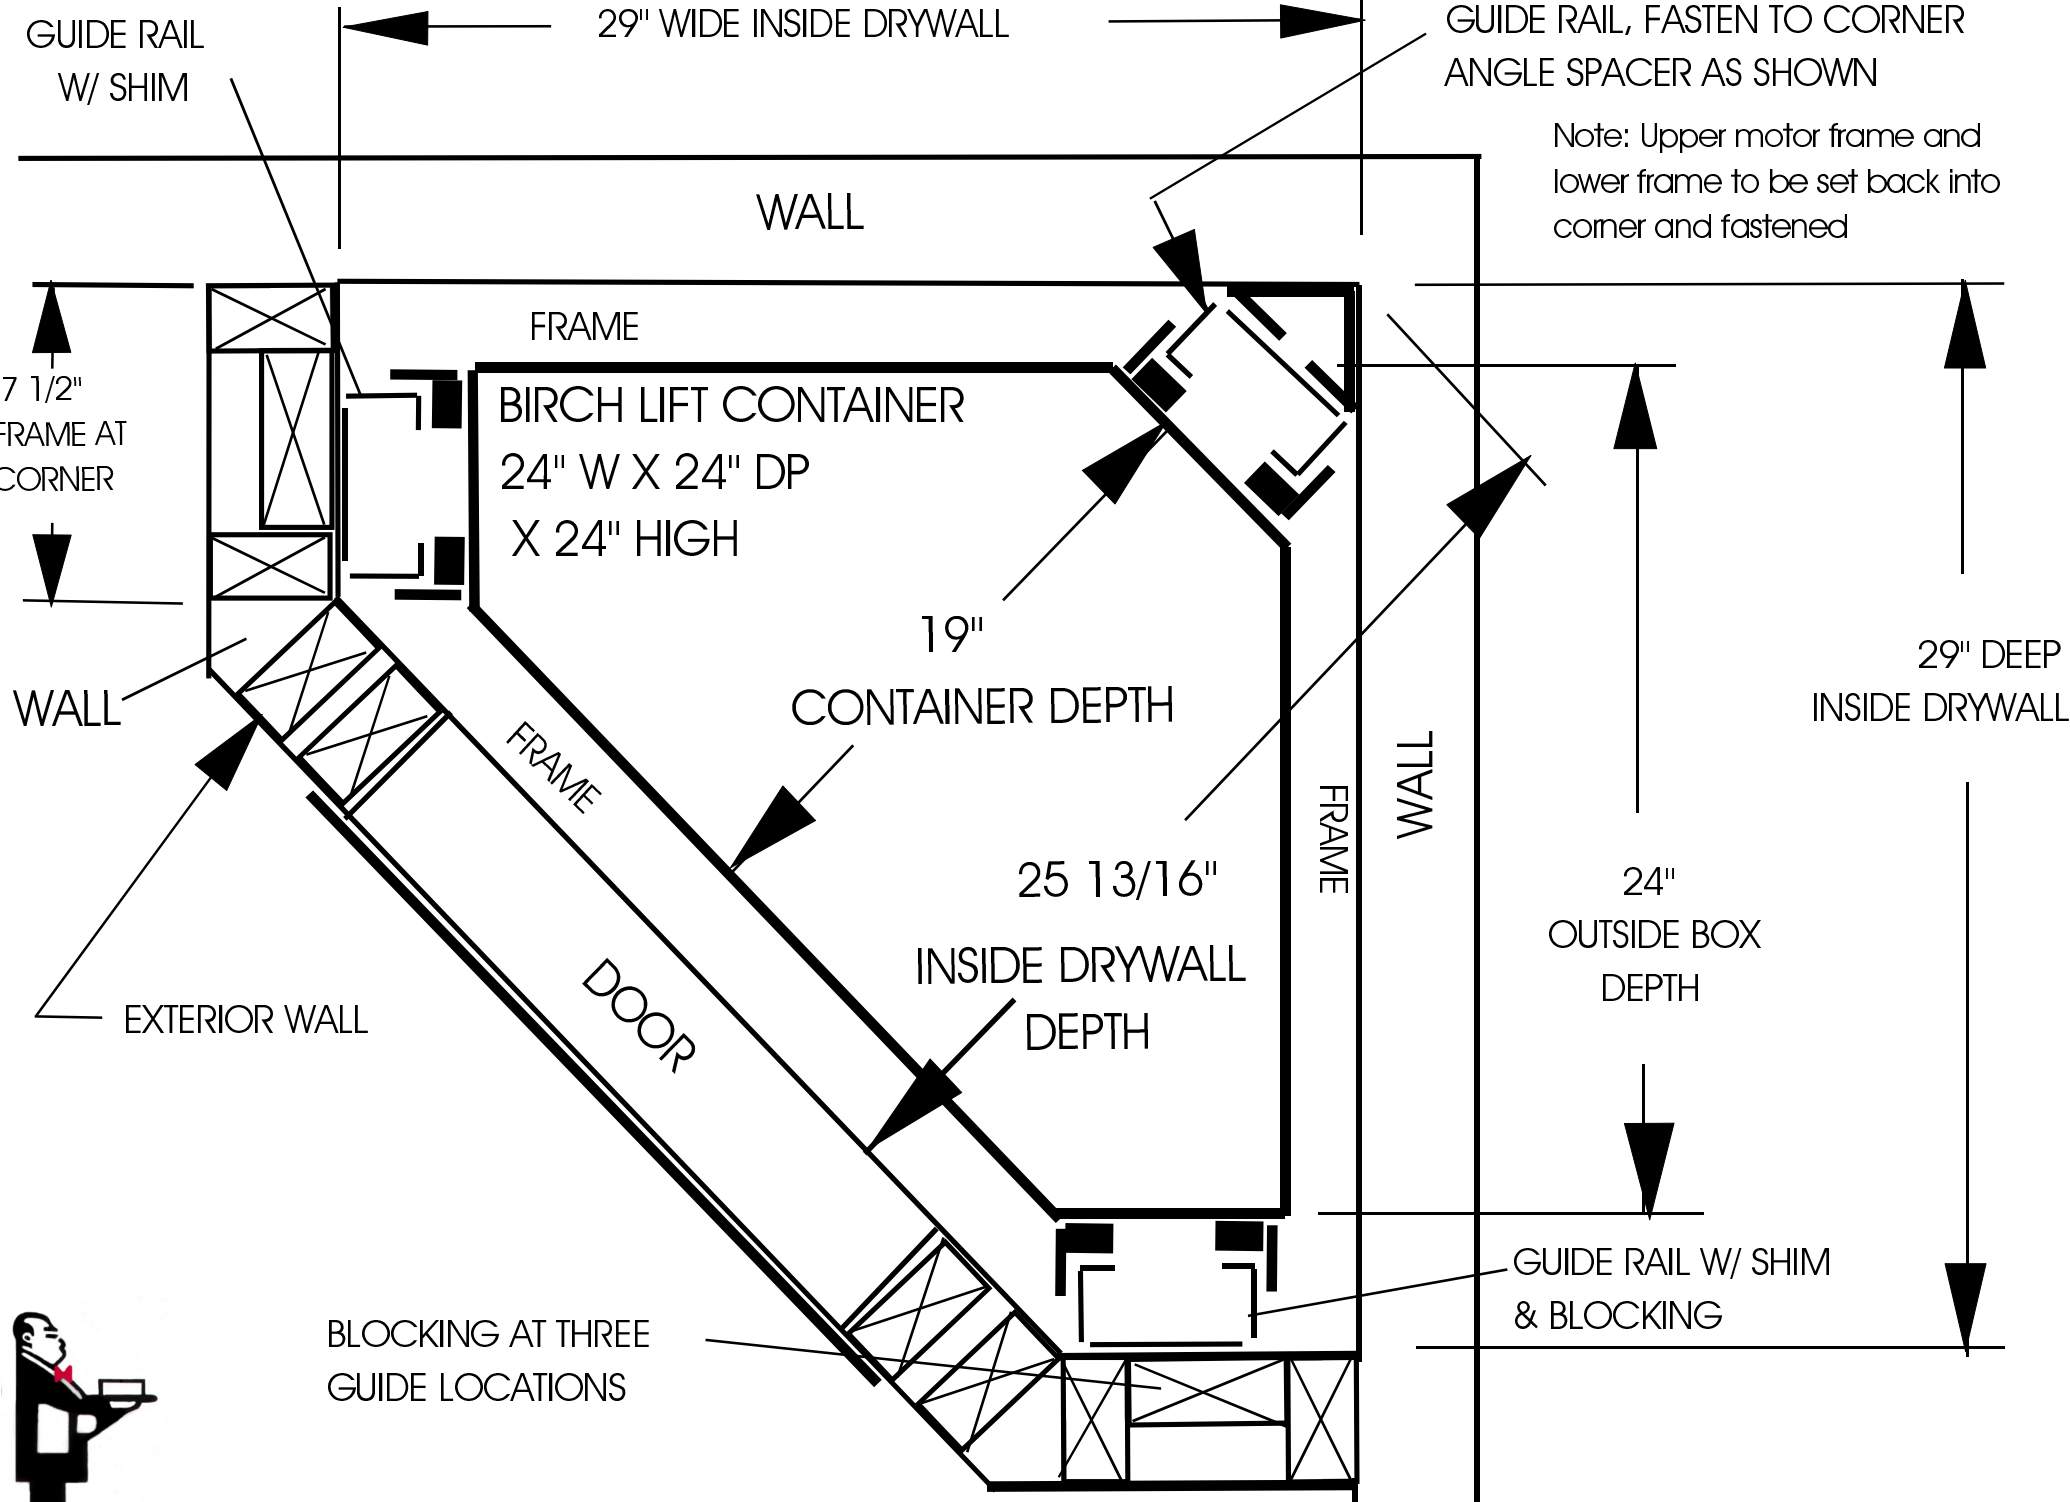 GUIDE RAIL
W/ SHIM
29" WIDE INSIDE DRYWALL
GUIDE RAIL, FASTEN TO CORNER
ANGLE SPACER AS SHOWN
Note: Upper motor frame and
lower frame to be set back into
corner and fastened
WALL
FRAME
7 1/2"
FRAME AT
CORNER
BIRCH LIFT CONTAINER
24" W X 24" DP
X 24" HIGH
19"
CONTAINER DEPTH
WALL
FRAME
25 13/16"
INSIDE DRYWALL
DEPTH
FRAME
WALL
24"
OUTSIDE BOX
DEPTH
29" DEEP
INSIDE DRYWALL
EXTERIOR WALL
DOOR
GUIDE RAIL W/ SHIM
& BLOCKING
BLOCKING AT THREE
GUIDE LOCATIONS